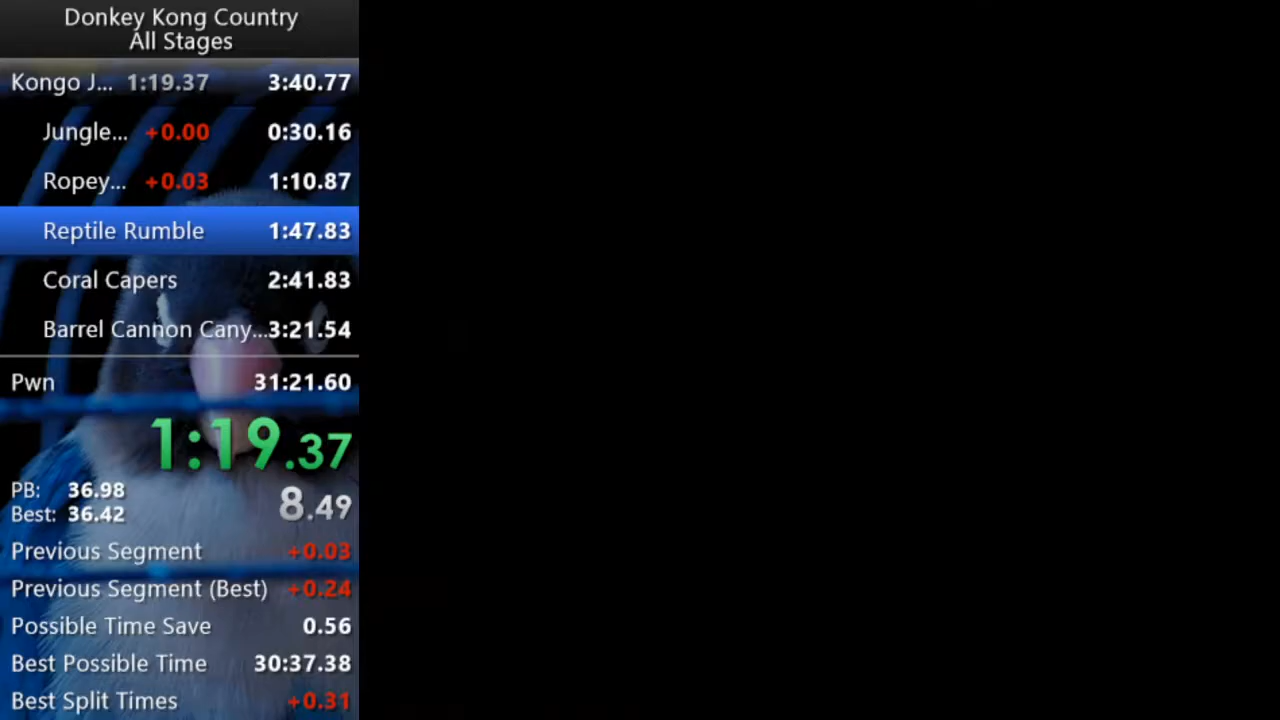 Donkey Kong Country
All Stages
Kongo J... 1:19.37 3:40.77
Jungle... +0.00 0:30.16
Ropey... +0.03 1:10.87
Reptile Rumble 1:47.83
Coral Capers 2:41.83
Barrel Cannon Cany...3:21.54
Pwn 31:21.60
1:19.37
PB: 36.98
Best: 36.42
8.49
Previous Segment +0.03
Previous Segment (Best) +0.24
Possible Time Save 0.56
Best Possible Time 30:37.38
Best Split Times +0.31